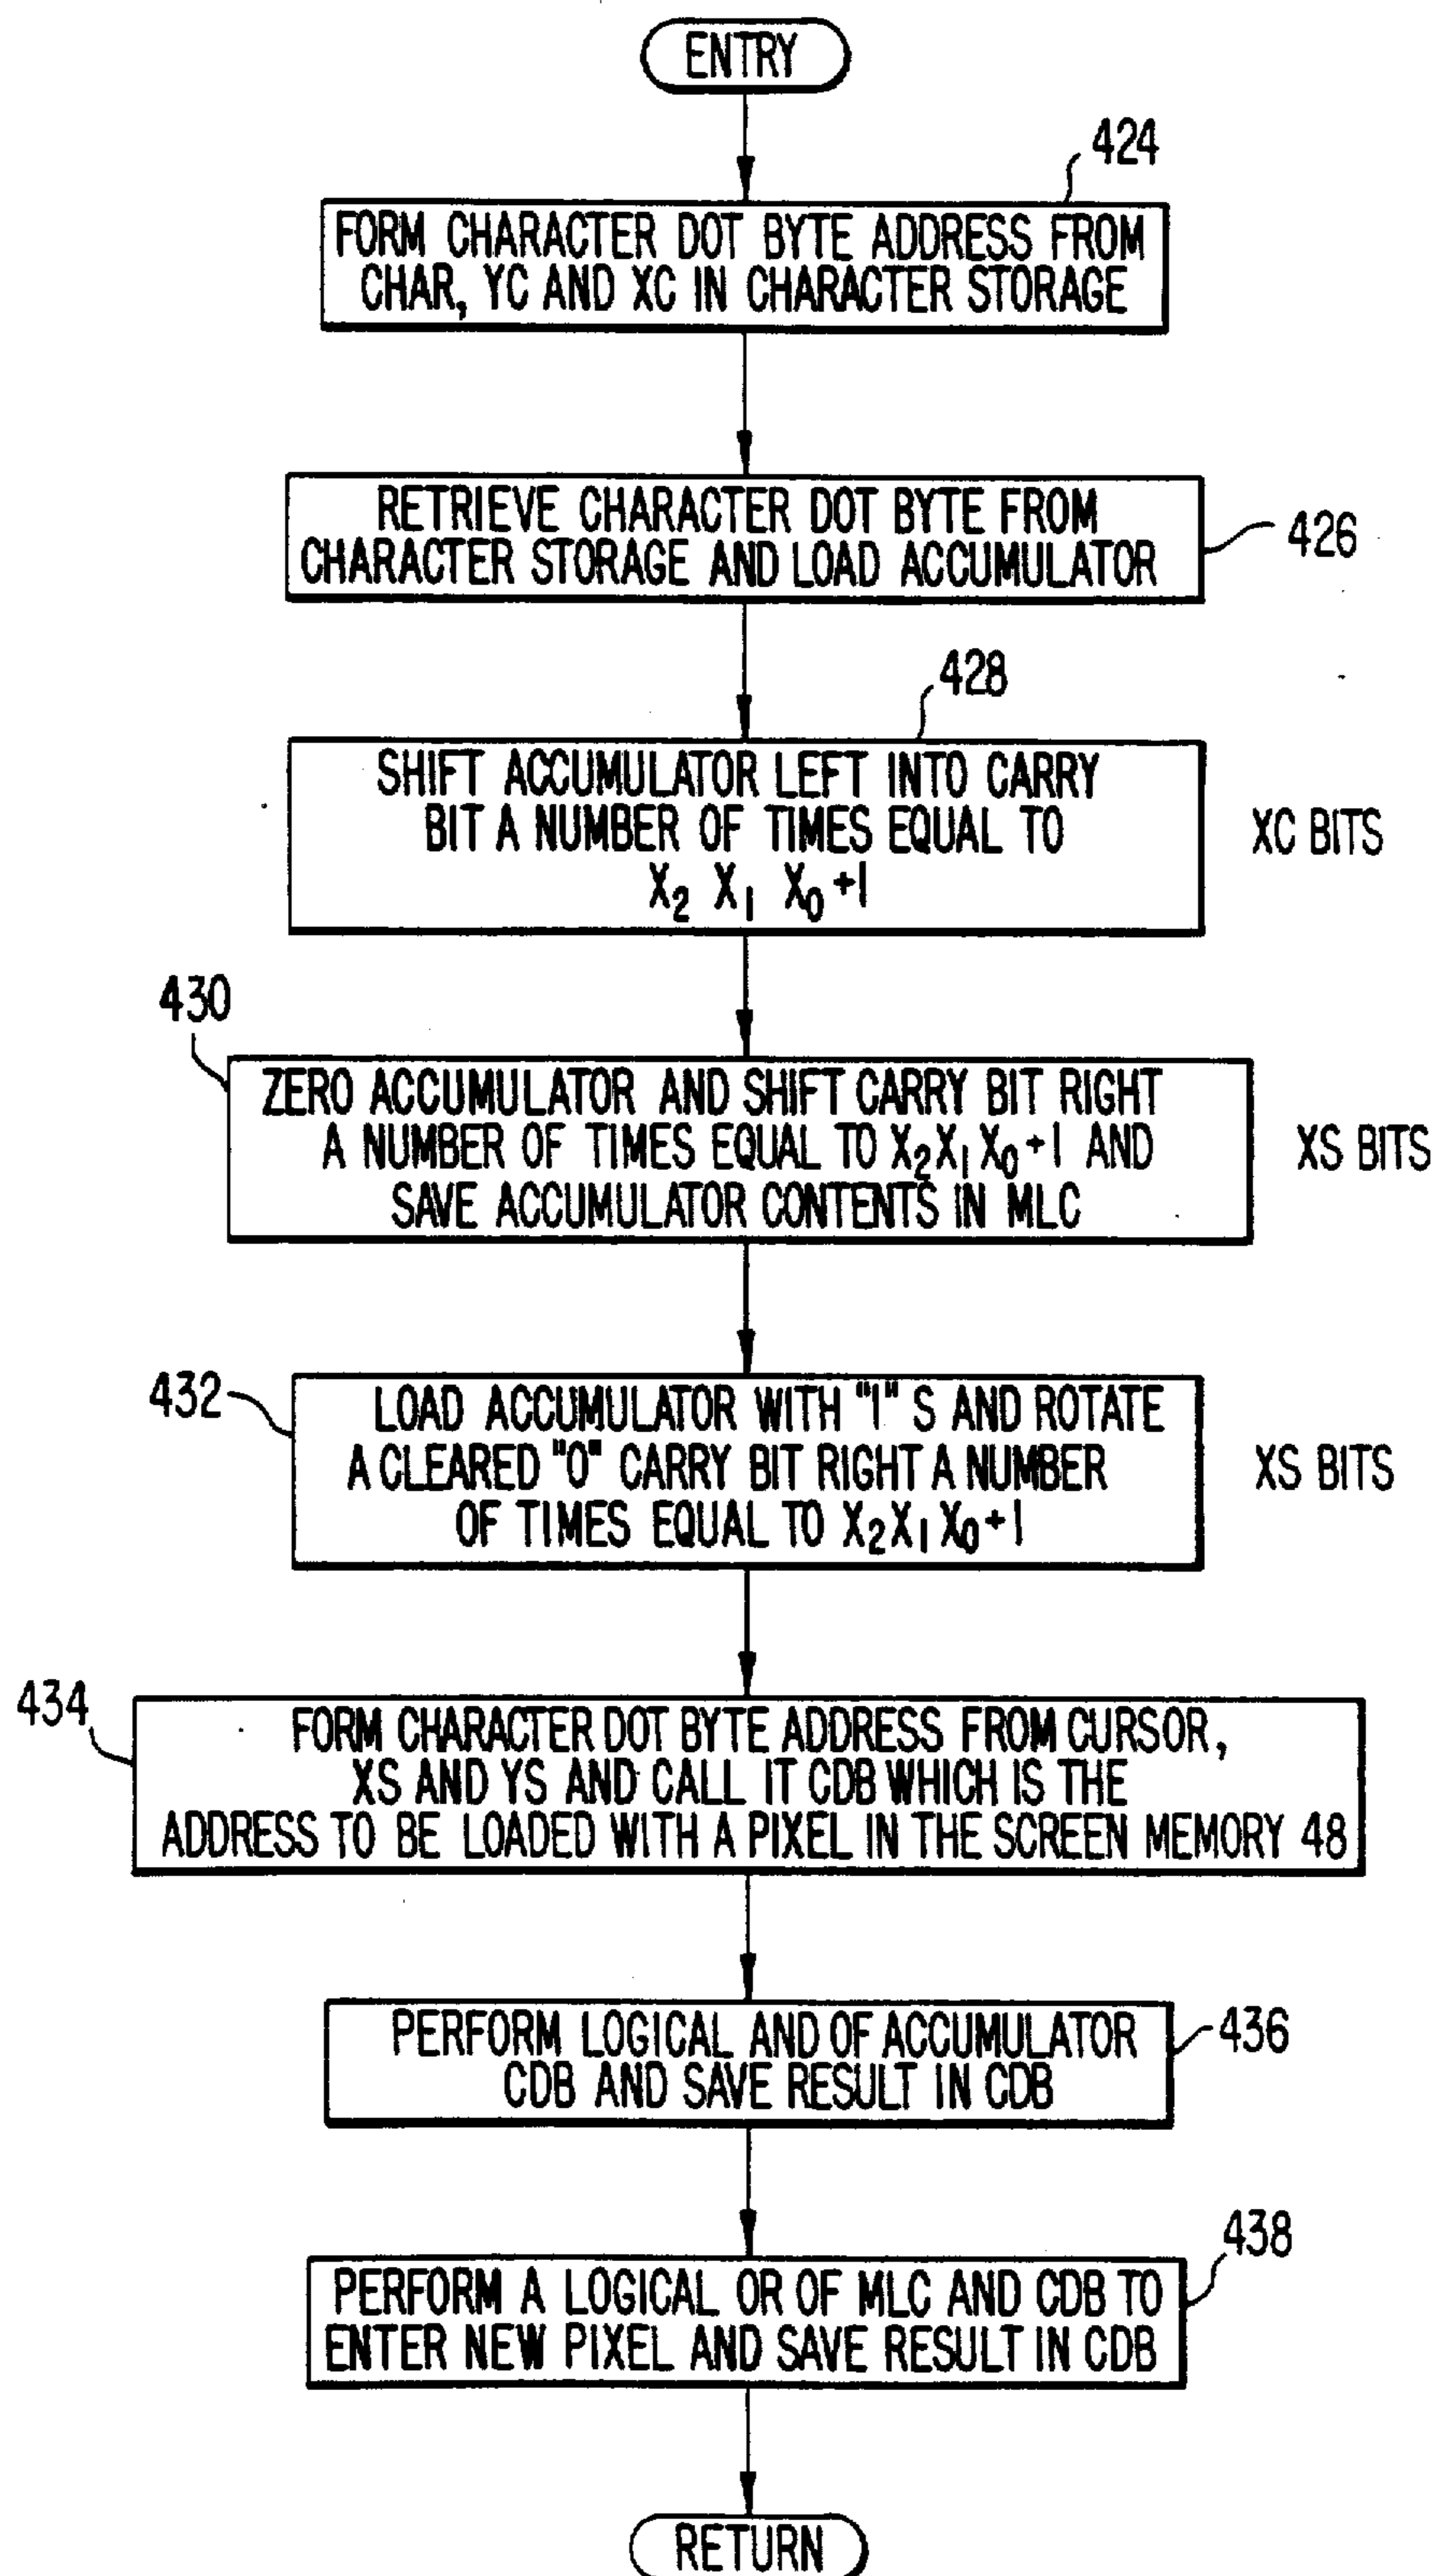 ENTRY
424
FORM CHARACTER DOT BYTE ADDRESS FROM
CHAR, YC AND XC IN CHARACTER STORAGE
RETRIEVE CHARACTER DOT BYTE FROM
CHARACTER STORAGE AND LOAD ACCUMULATOR
426
428
SHIFT ACCUMULATOR LEFT INTO CARRY
BIT A NUMBER OF TIMES EQUAL TO
X₂ X₁ X₀ +1
XC BITS
430
ZERO ACCUMULATOR AND SHIFT CARRY BIT RIGHT
A NUMBER OF TIMES EQUAL TO X₂X₁X₀+1 AND
SAVE ACCUMULATOR CONTENTS IN MLC
XS BITS
432
LOAD ACCUMULATOR WITH "1" S AND ROTATE
A CLEARED "0" CARRY BIT RIGHT A NUMBER
OF TIMES EQUAL TO X₂X₁X₀+1
XS BITS
434
FORM CHARACTER DOT BYTE ADDRESS FROM CURSOR,
XS AND YS AND CALL IT CDB WHICH IS THE
ADDRESS TO BE LOADED WITH A PIXEL IN THE SCREEN MEMORY 48
PERFORM LOGICAL AND OF ACCUMULATOR
CDB AND SAVE RESULT IN CDB
436
438
PERFORM A LOGICAL OR OF MLC AND CDB TO
ENTER NEW PIXEL AND SAVE RESULT IN CDB
RETURN